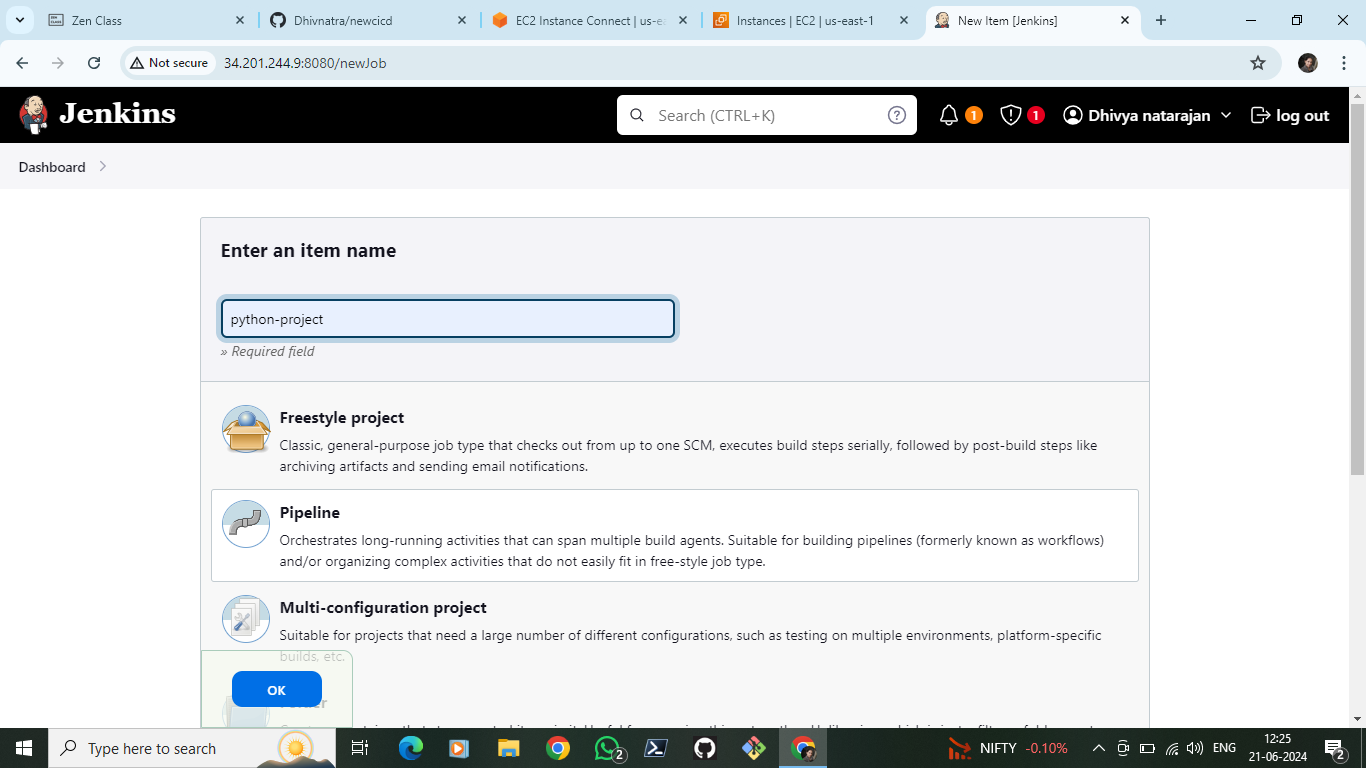 Zen Class
Dhivnatra/newcicd
EC2 Instance Connect | us-ea
Instances | EC2 | us-east-1
New Item [Jenkins]
Not secure
34.201.244.9:8080/newJob
Jenkins
Search (CTRL+K)
?
1
1
Dhivya natarajan
log out
Dashboard
Enter an item name
python-project
» Required field
Freestyle project
Classic, general-purpose job type that checks out from up to one SCM, executes build steps serially, followed by post-build steps like
archiving artifacts and sending email notifications.
Pipeline
Orchestrates long-running activities that can span multiple build agents. Suitable for building pipelines (formerly known as workflows)
and/or organizing complex activities that do not easily fit in free-style job type.
Multi-configuration project
Suitable for projects that need a large number of different configurations, such as testing on multiple environments, platform-specific
builds, etc.
OK
Folder
Type here to search
2
NIFTY -0.10%
ENG
12:25
21-06-2024
2